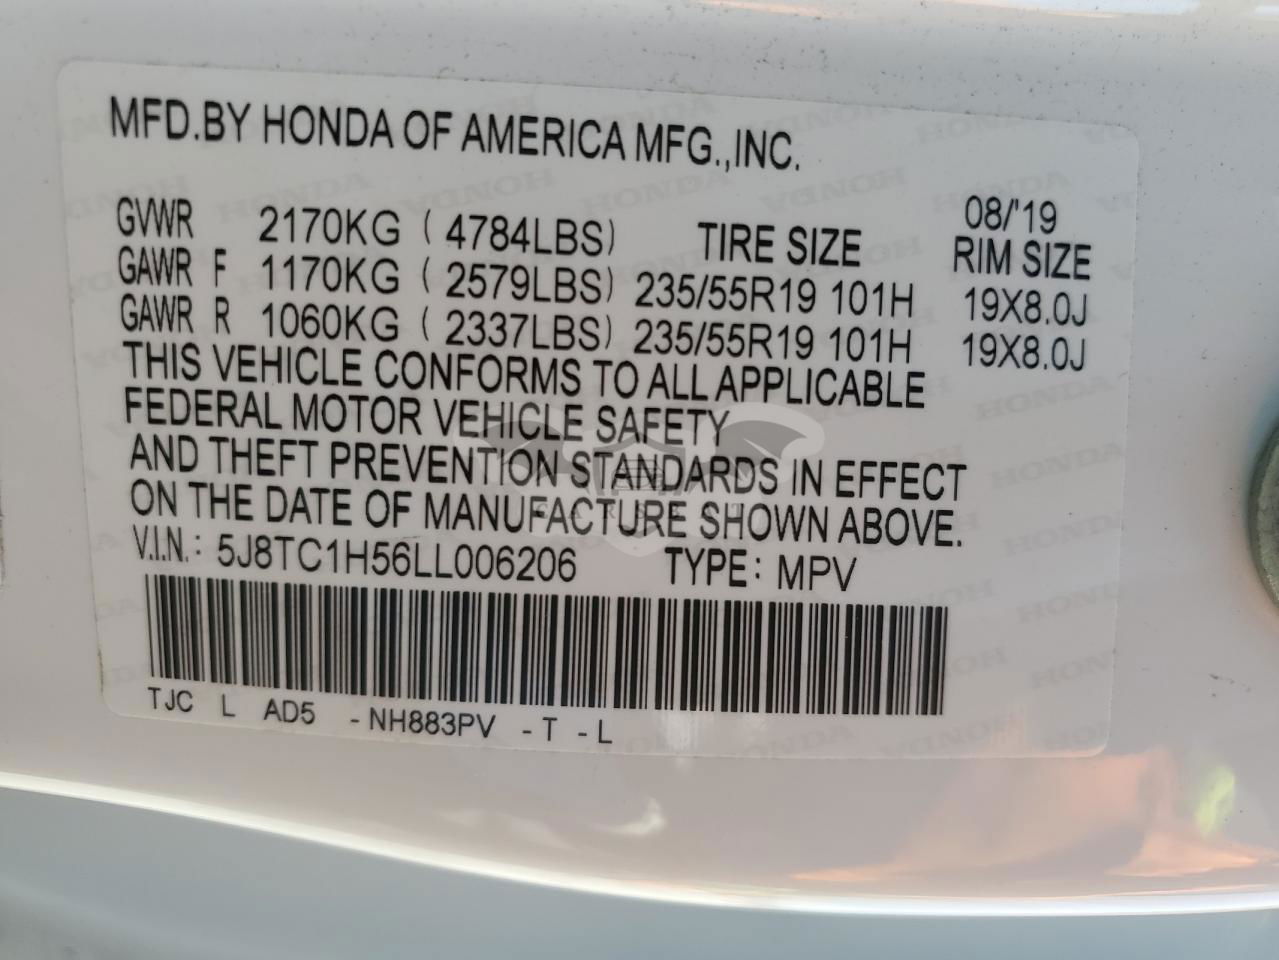 MFD.BY HONDA OF AMERICA MFG.,INC.
08/'19
GVWR 2170KG ( 4784LBS) TIRE SIZE RIM SIZE
GAWR F 1170KG ( 2579LBS) 235/55R19 101H 19X8.0J
GAWR R 1060KG ( 2337LBS) 235/55R19 101H 19X8.0J
THIS VEHICLE CONFORMS TO ALL APPLICABLE
FEDERAL MOTOR VEHICLE SAFETY
AND THEFT PREVENTION STANDARDS IN EFFECT
ON THE DATE OF MANUFACTURE SHOWN ABOVE.
V.I.N.: 5J8TC1H56LL006206 TYPE: MPV
TJC L AD5 -NH883PV -T -L